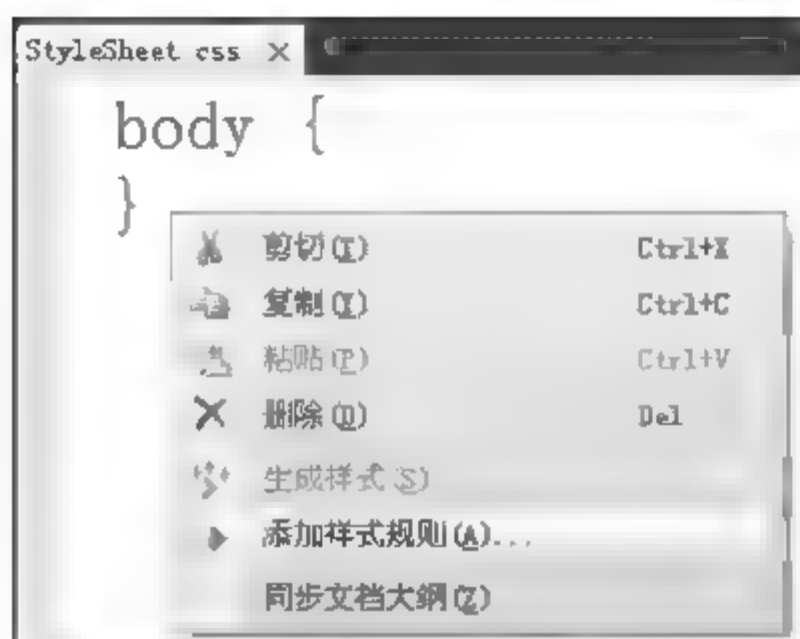 StyleSheet.css ×
body {
}
剪切(T) Ctrl+X
复制(Y) Ctrl+C
粘贴(P) Ctrl+V
删除(D) Del
生成样式(S)
添加样式规则(A)...
同步文档大纲(Z)